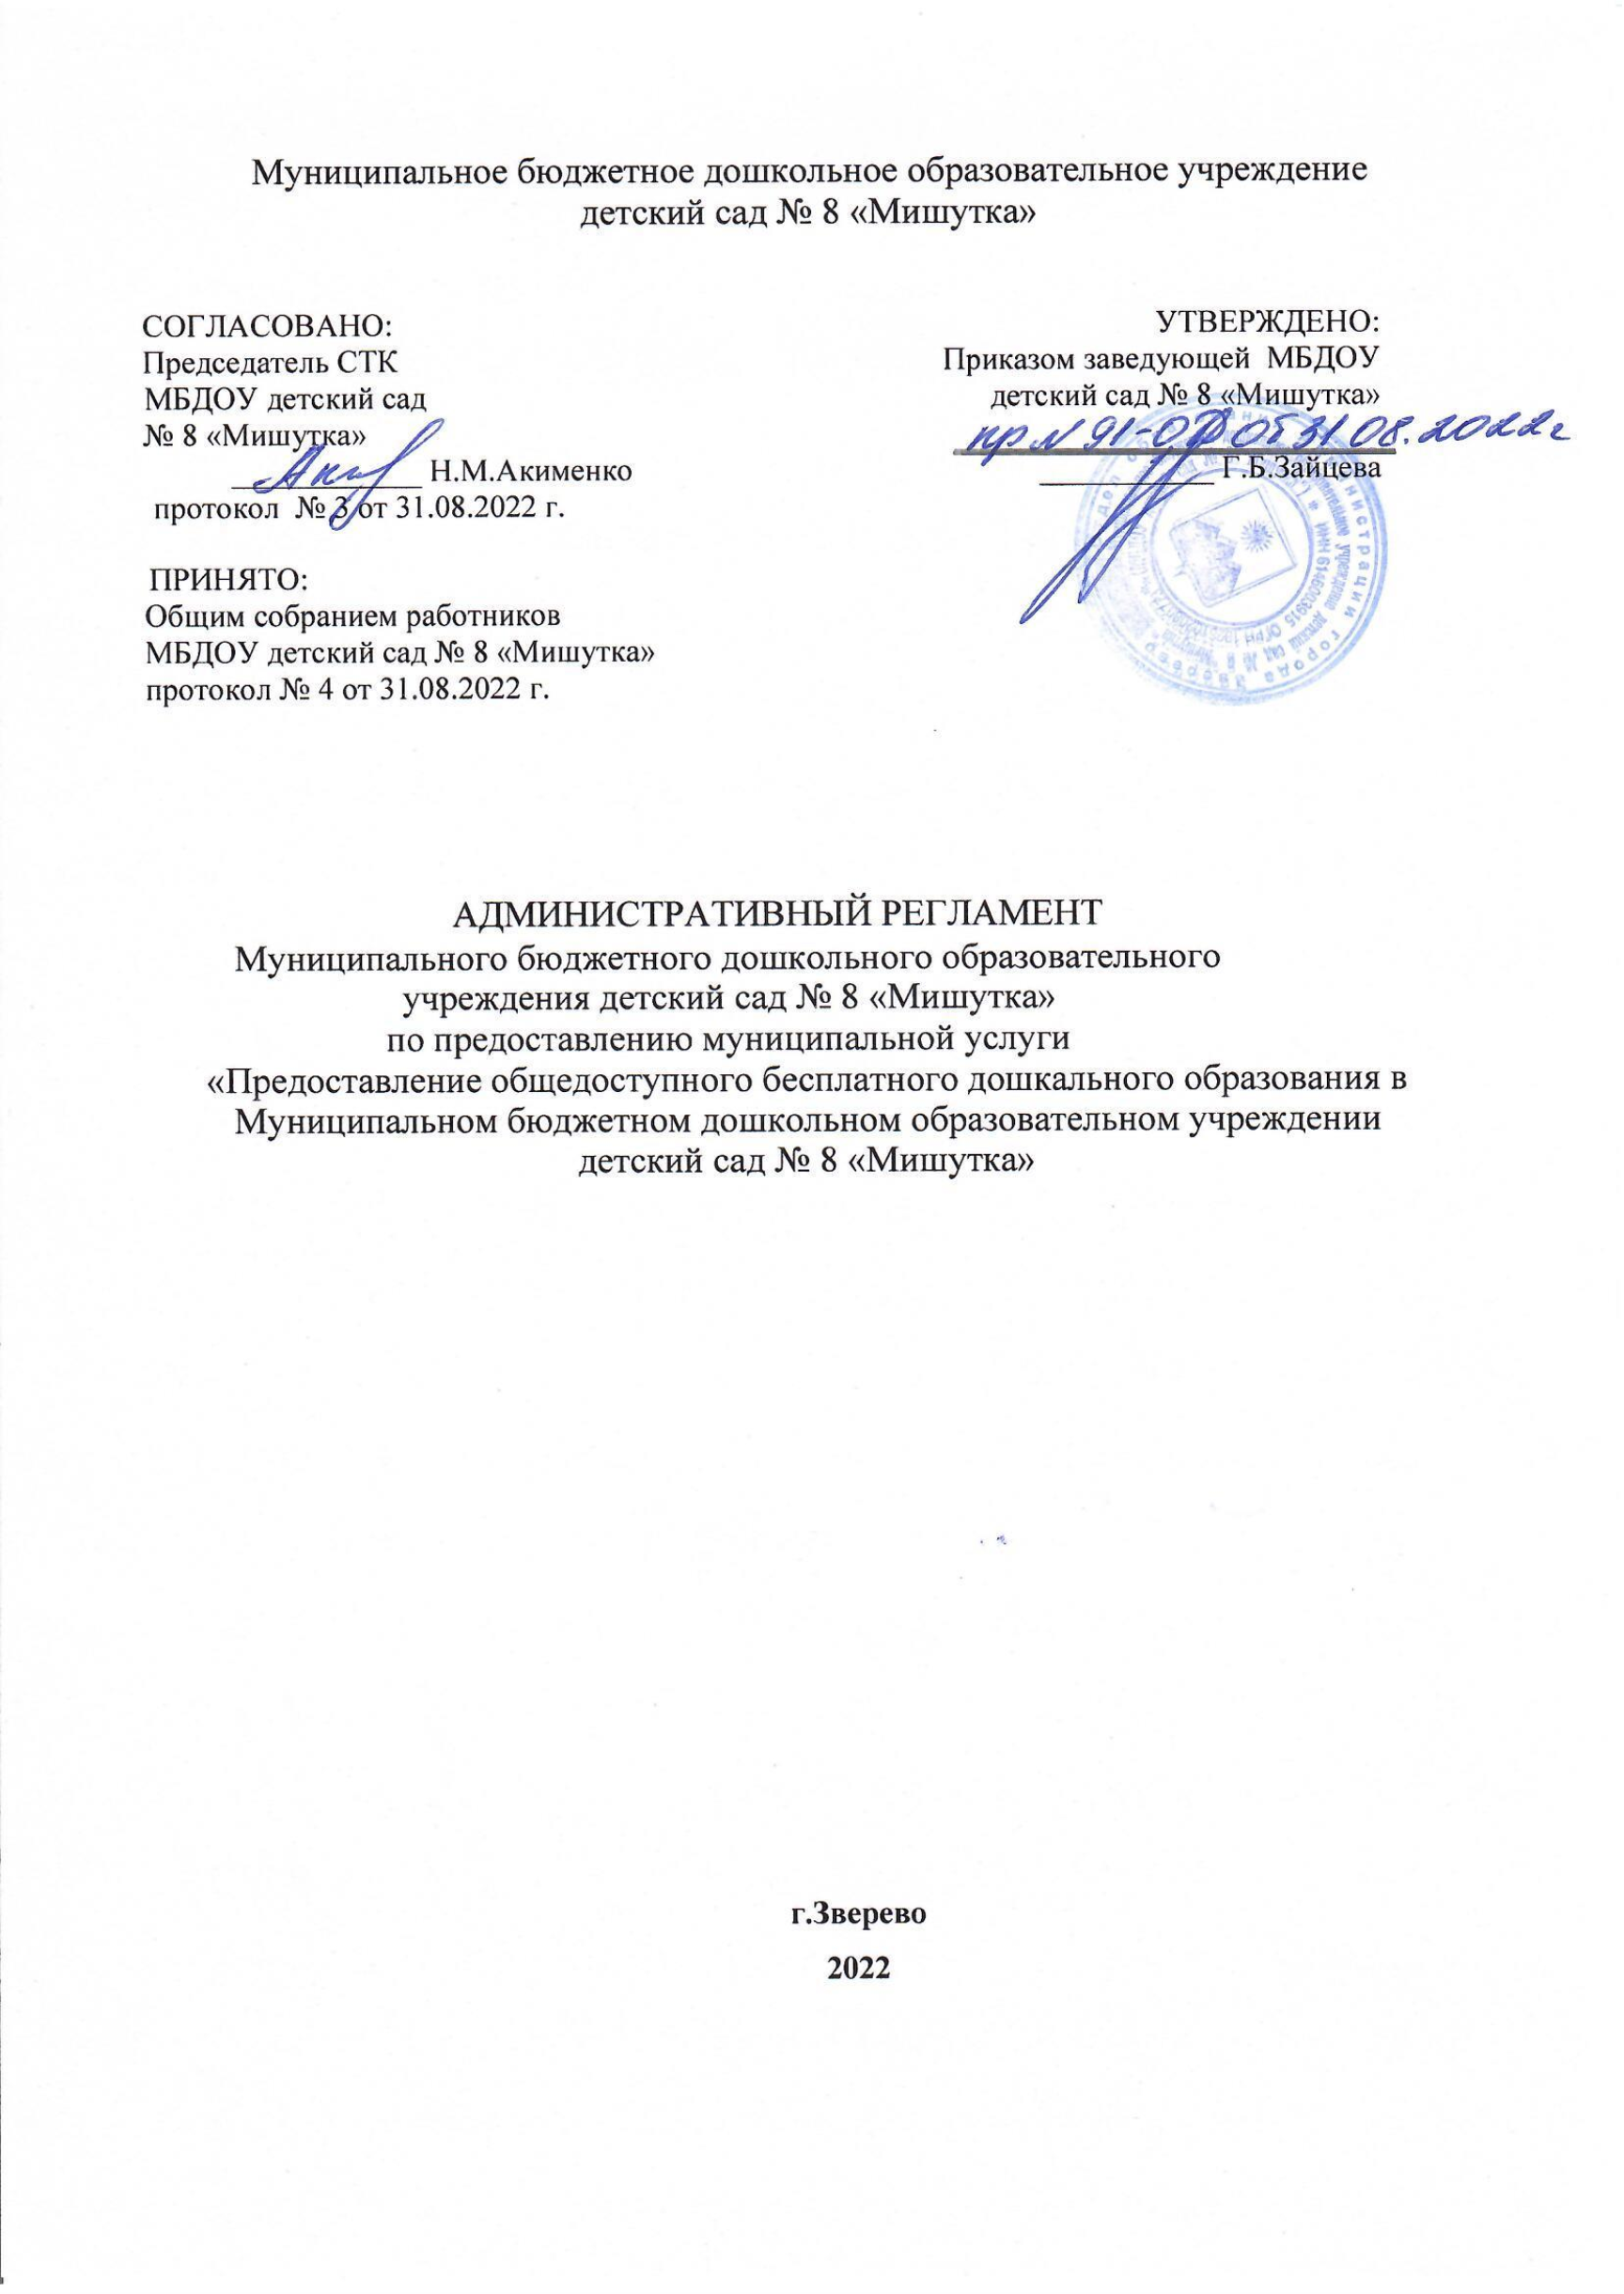 Муниципальное бюджетное дошкольное образовательное учреждение
детский сад № 8 «Мишутка»
СОГЛАСОВАНО:
Председатель СТК
МБДОУ детский сад
№ 8 «Мишутка»
Н.М.Акименко
протокол № 3 от 31.08.2022 г.
ПРИНЯТО:
Общим собранием работников
МБДОУ детский сад № 8 «Мишутка»
протокол № 4 от 31.08.2022 г.
УТВЕРЖДЕНО:
Приказом заведующей МБДОУ
детский сад № 8 «Мишутка»
пр № 91-ОД от 31.08.2022г
Г.Б.Зайцева
ИНН 6146003915 ОГРН
АДМИНИСТРАТИВНЫЙ РЕГЛАМЕНТ
Муниципального бюджетного дошкольного образовательного
учреждения детский сад № 8 «Мишутка»
по предоставлению муниципальной услуги
«Предоставление общедоступного бесплатного дошкального образования в
Муниципальном бюджетном дошкольном образовательном учреждении
детский сад № 8 «Мишутка»
г.Зверево
2022